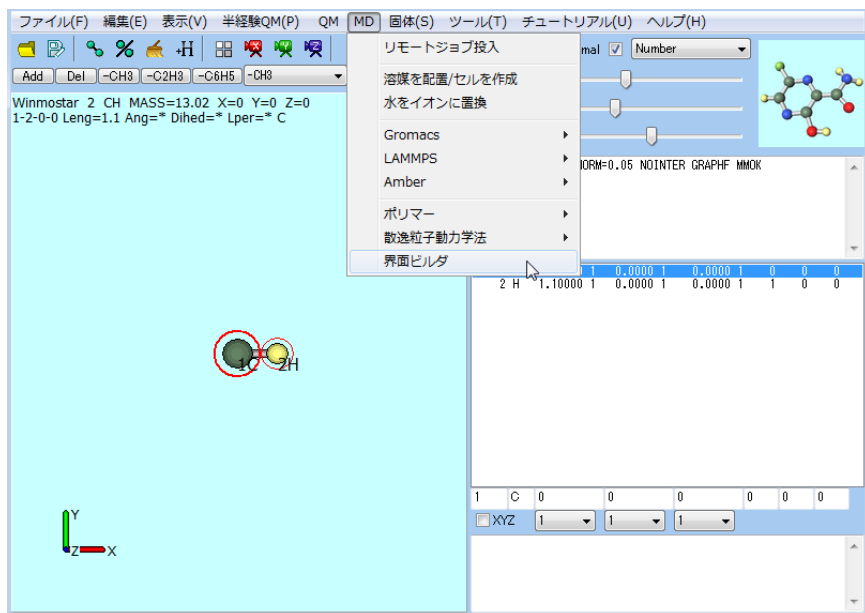 ファイル(F) 編集(E) 表示(V) 半経験QM(P) QM MD 固体(S) ツール(T) チュートリアル(U) ヘルプ(H)
Add Del -CH3 -C2H3 -C6H5 -CH3
Winmostar 2 CH MASS=13.02 X=0 Y=0 Z=0
1-2-0-0 Leng=1.1 Ang=* Dihed=* Lper=* C
リモートジョブ投入
溶媒を配置/セルを作成
水をイオンに置換
Gromacs
LAMMPS
Amber
ポリマー
散逸粒子動力学法
界面ビルダ
mal Number
ORM=0.05 NOINTER GRAPHF MMOK
1 0.0000 1 0.0000 1 0 0 0
2 H 1.10000 1 0.0000 1 0.0000 1 1 0 0
1 C 0 0 0 0 0 0
XYZ 1 1 1
1C 2H
Y
Z X
+H